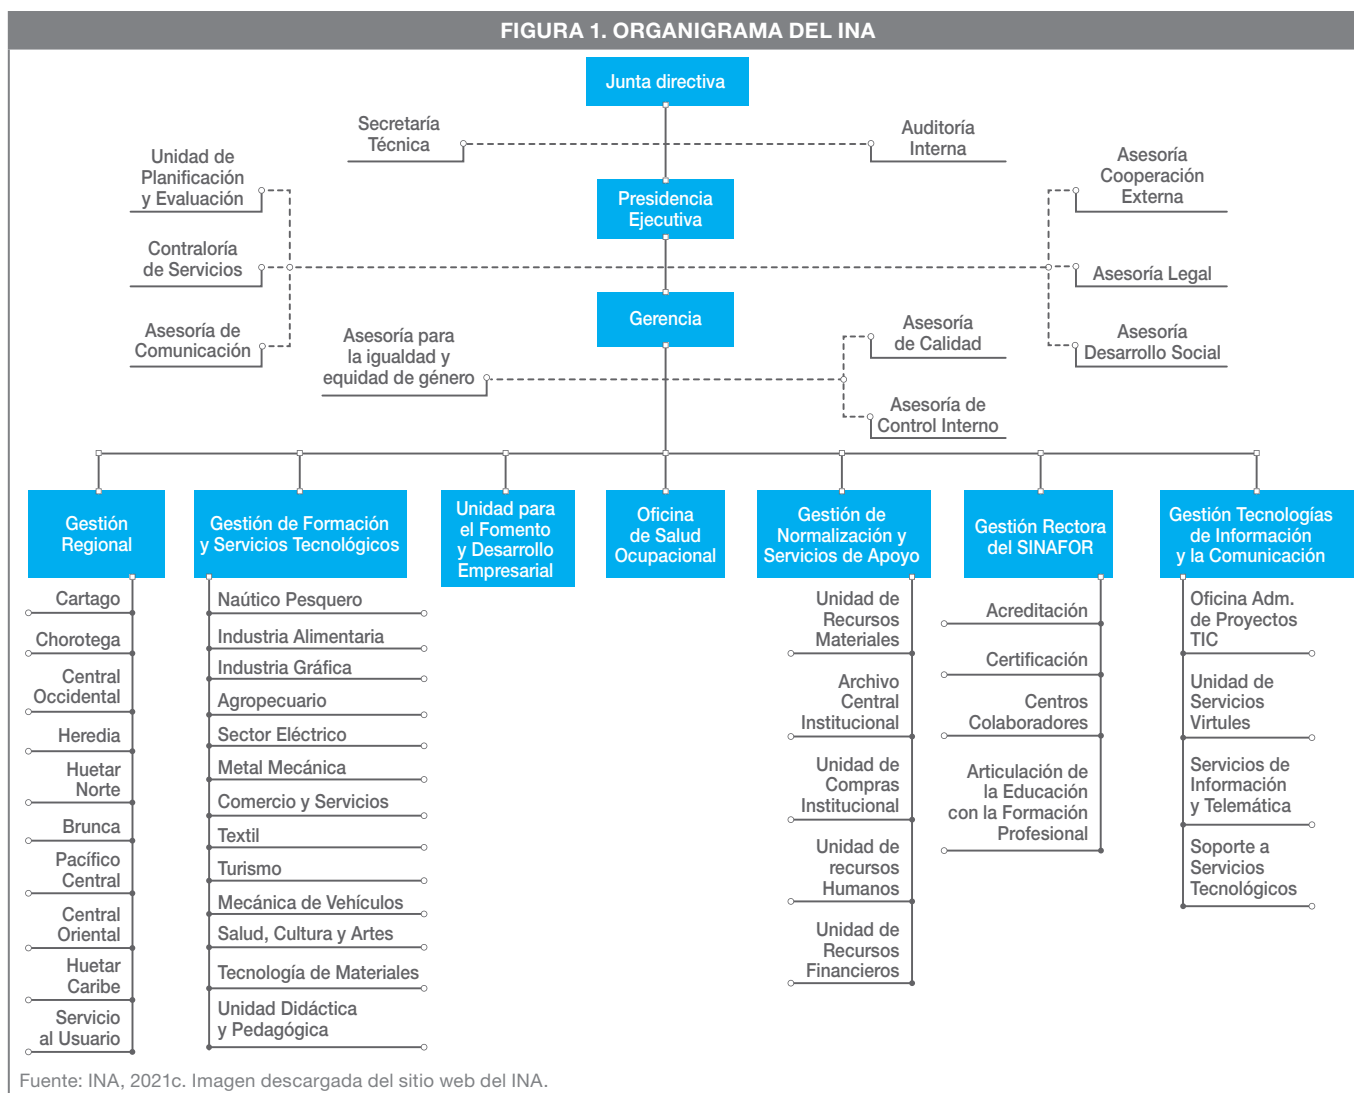 FIGURA 1. ORGANIGRAMA DEL INA
Junta directiva
Secretaría
Técnica
Auditoría
Interna
Unidad de
Planificación
y Evaluación
Presidencia
Ejecutiva
Asesoría
Cooperación
Externa
Contraloría
de Servicios
Asesoría Legal
Gerencia
Asesoría de
Comunicación
Asesoría para
la igualdad y
equidad de género
Asesoría
de Calidad
Asesoría
Desarrollo Social
Asesoría de
Control Interno
Gestión
Regional
Cartago
Chorotega
Central
Occidental
Heredia
Huetar
Norte
Brunca
Pacífico
Central
Central
Oriental
Huetar
Caribe
Servicio
al Usuario
Gestión de Formación
y Servicios Tecnológicos
Naútico Pesquero
Industria Alimentaria
Industria Gráfica
Agropecuario
Sector Eléctrico
Metal Mecánica
Comercio y Servicios
Textil
Turismo
Mecánica de Vehículos
Salud, Cultura y Artes
Tecnología de Materiales
Unidad Didáctica
y Pedagógica
Unidad para
el Fomento
y Desarrollo
Empresarial
Oficina
de Salud
Ocupacional
Gestión de
Normalización y
Servicios de Apoyo
Unidad de
Recursos
Materiales
Archivo
Central
Institucional
Unidad de
Compras
Institucional
Unidad de
recursos
Humanos
Unidad de
Recursos
Financieros
Gestión Rectora
del SINAFOR
Acreditación
Certificación
Centros
Colaboradores
Articulación de
la Educación
con la Formación
Profesional
Gestión Tecnologías
de Información
y la Comunicación
Oficina Adm.
de Proyectos
TIC
Unidad de
Servicios
Virtules
Servicios de
Información
y Telemática
Soporte a
Servicios
Tecnológicos
Fuente: INA, 2021c. Imagen descargada del sitio web del INA.